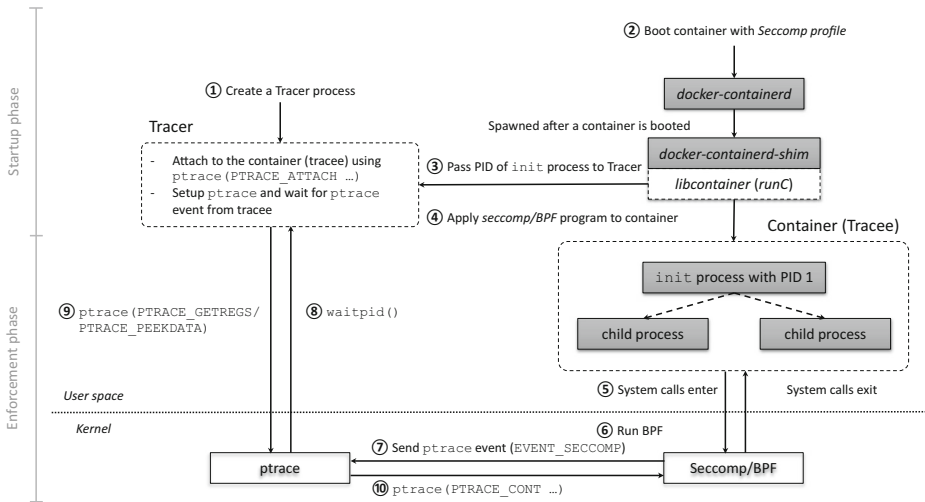 Startup phase
Enforcement phase
② Boot container with Seccomp profile
① Create a Tracer process
docker-containerd
Spawned after a container is booted
Tracer
- Attach to the container (tracee) using
ptrace(PTRACE_ATTACH …)
- Setup ptrace and wait for ptrace
event from tracee
③ Pass PID of init process to Tracer
docker-containerd-shim
libcontainer (runC)
④ Apply seccomp/BPF program to container
Container (Tracee)
init process with PID 1
child process
child process
⑨ ptrace(PTRACE_GETREGS/
PTRACE_PEEKDATA)
⑧ waitpid()
⑤ System calls enter
System calls exit
User space
Kernel
⑥ Run BPF
⑦ Send ptrace event (EVENT_SECCOMP)
ptrace
Seccomp/BPF
⑩ ptrace(PTRACE_CONT …)